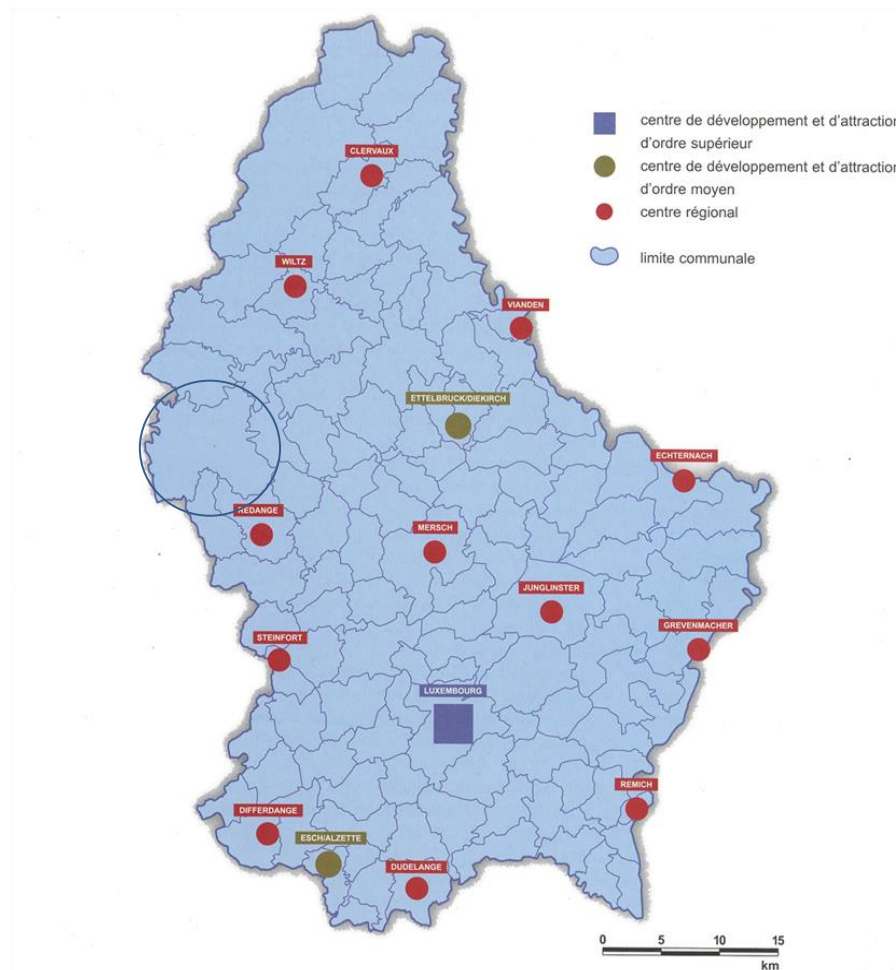 centre de développement et d'attraction
d'ordre supérieur
centre de développement et d'attraction
d'ordre moyen
centre régional
limite communale
CLERVAUX
WILTZ
VIANDEN
ETTELBRUCK/DIEKIRCH
ECHTERNACH
REDANGE
MERSCH
JUNGLINSTER
GREVENMACHER
STEINFORT
LUXEMBOURG
REMICH
DIFFERDANGE
ESCH/ALZETTE
DUDELANGE
0 5 10 15
km